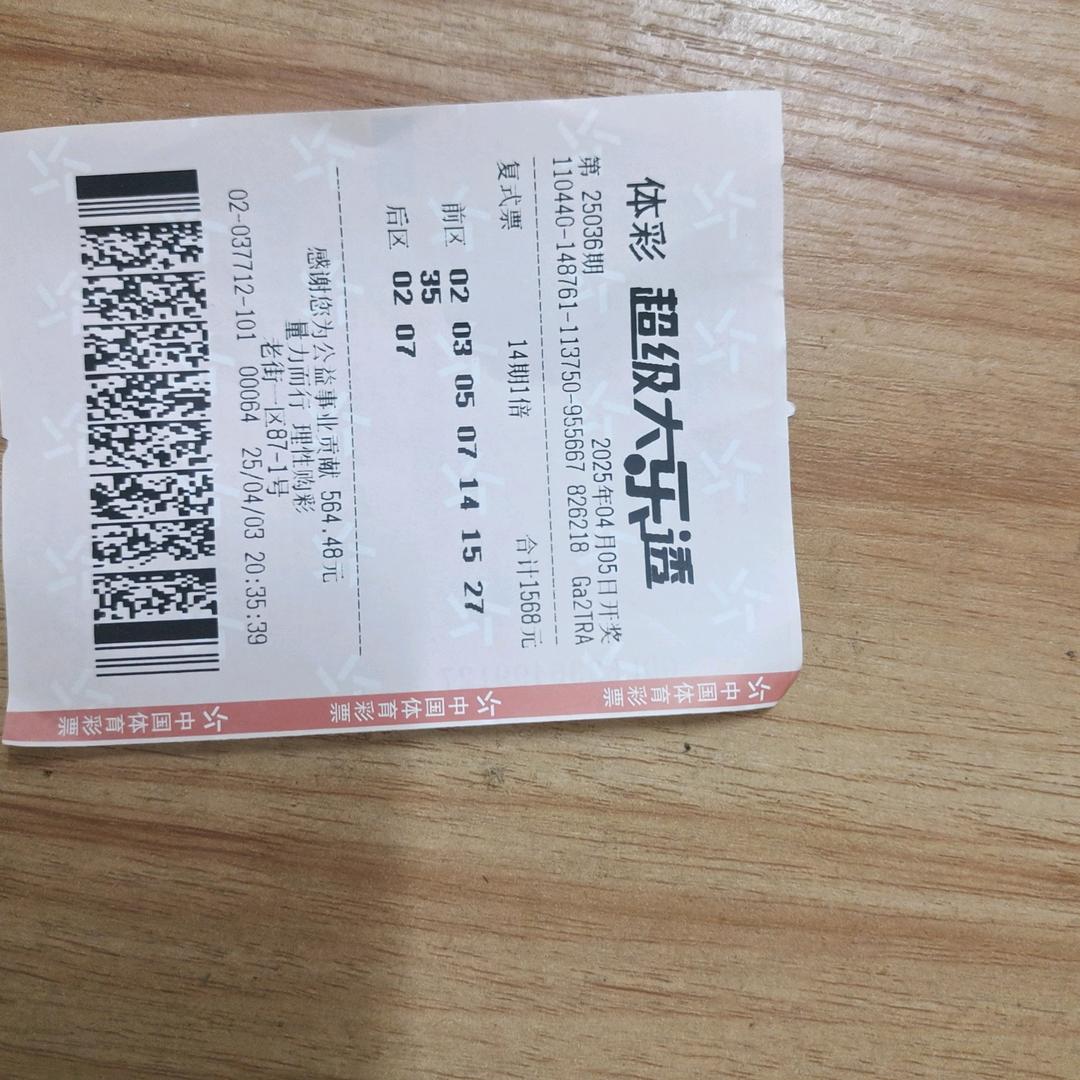 体彩 超级大乐透
第 25036期 2025年04月05日开奖
110440-148761-113750-955667 826218 Ga2TRA
复式票 14期1倍 合计1568元
前区 02 03 05 07 14 15 27
35
后区 02 07
感谢您为公益事业贡献 564.48元
量力而行 理性购彩
老街一区87-1号
02-037712-101 00064 25/04/03 20:35:39
中国体育彩票
中国体育彩票
中国体育彩票